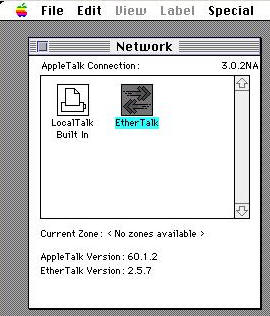 File Edit View Label Special
Network
AppleTalk Connection: 3.0.2NA
LocalTalk EtherTalk
Built In
Current Zone: < No zones available >
AppleTalk Version: 60.1.2
EtherTalk Version: 2.5.7